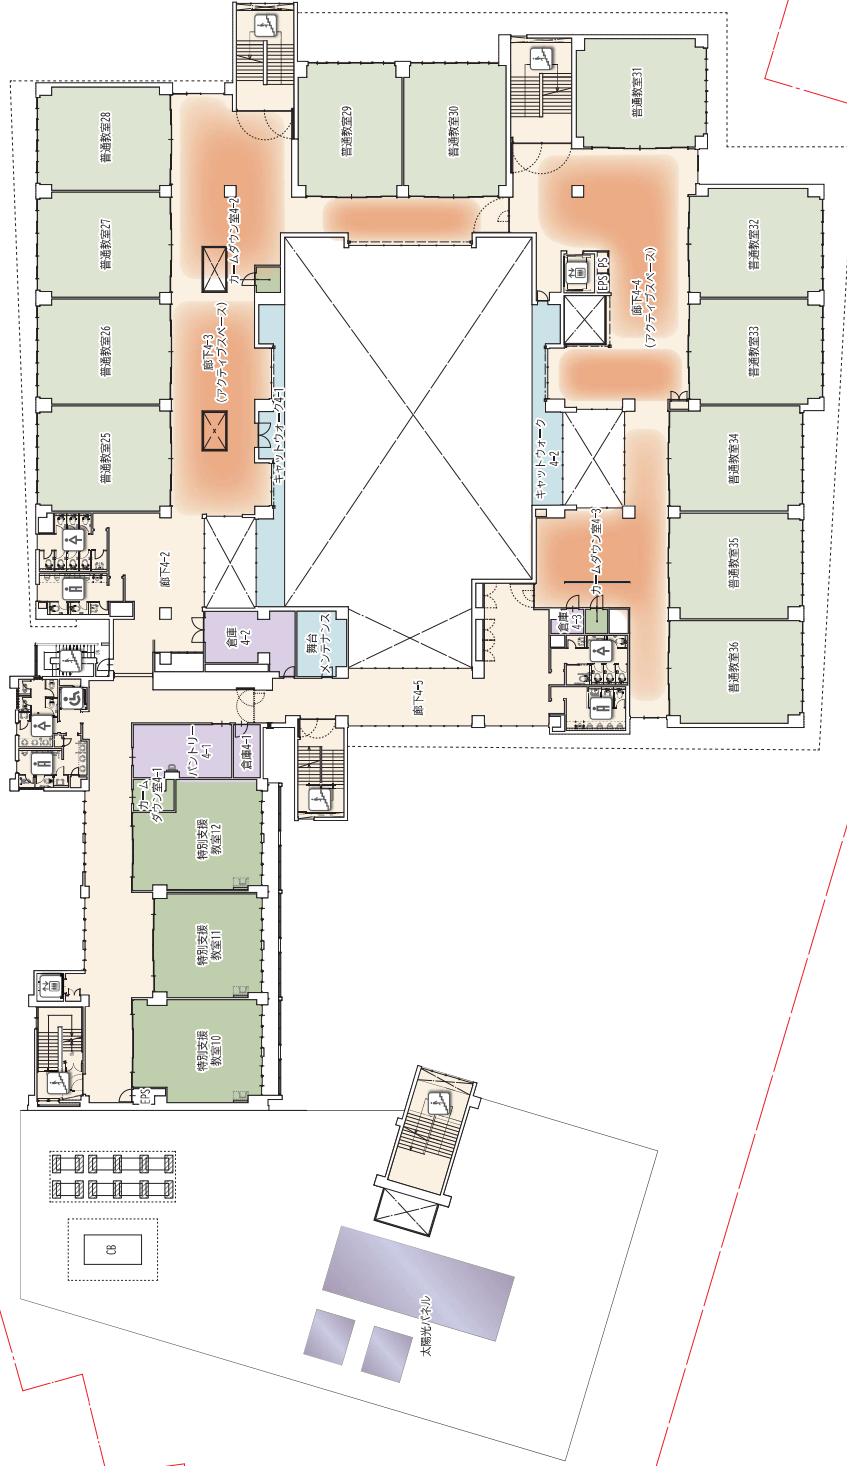 普通教室28
普通教室27
普通教室26
普通教室25
普通教室29
普通教室30
普通教室31
普通教室32
普通教室33
普通教室34
普通教室35
普通教室36
カームダウン室4-2
廊下4-3
(アクティブスペース)
キャットウォーク4-1
廊下4-4
(アクティブスペース)
EPS
PS
キャットウォーク
4-2
カームダウン室4-3
倉庫
4-3
廊下4-2
倉庫
4-2
舞台
メンテナンス
廊下4-5
パントリー
4-1
倉庫4-1
カーム
ダウン室4-1
特別支援
教室12
特別支援
教室11
特別支援
教室10
EPS
CB
太陽光パネル